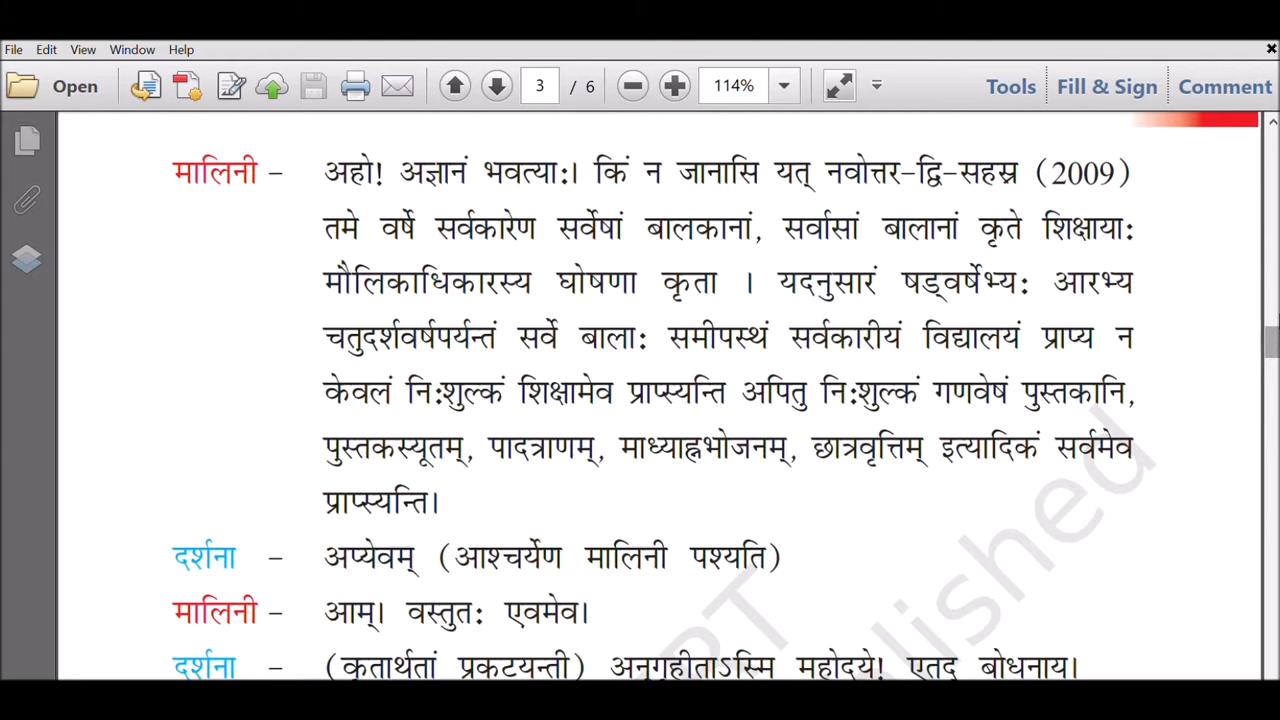 File Edit View Window Help
Open 3 / 6 114% Tools Fill & Sign Comment
मालिनी – अहो! अज्ञानं भवत्याः। किं न जानासि यत् नवोत्तर-द्वि-सहस्र (2009)
तमे वर्षे सर्वकारेण सर्वेषां बालकानां, सर्वासां बालानां कृते शिक्षायाः
मौलिकाधिकारस्य घोषणा कृता । यदनुसारं षड्वर्षेभ्यः आरभ्य
चतुदर्शवर्षपर्यन्तं सर्वे बालाः समीपस्थं सर्वकारीयं विद्यालयं प्राप्य न
केवलं निःशुल्कं शिक्षामेव प्राप्स्यन्ति अपितु निःशुल्कं गणवेषं पुस्तकानि,
पुस्तकस्यूतम्, पादत्राणम्, माध्याह्नभोजनम्, छात्रवृत्तिम् इत्यादिकं सर्वमेव
प्राप्स्यन्ति।
दर्शना – अप्येवम् (आश्चर्येण मालिनी पश्यति)
मालिनी – आम्। वस्तुतः एवमेव।
दर्शना – (कृतार्थतां प्रकटयन्ती) अनुगृहीताऽस्मि महोदये! एतद् बोधनाय।